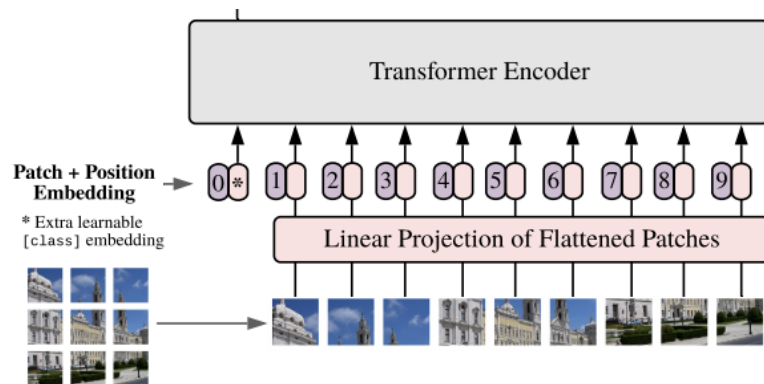 Transformer Encoder
Patch + Position
Embedding
0 * 1 2 3 4 5 6 7 8 9
* Extra learnable
[class] embedding
Linear Projection of Flattened Patches